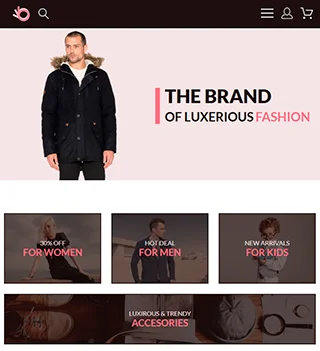 THE BRAND
OF LUXERIOUS FASHION
30% OFF
FOR WOMEN
HOT DEAL
FOR MEN
NEW ARRIVALS
FOR KIDS
LUXIROUS & TRENDY
ACCESORIES